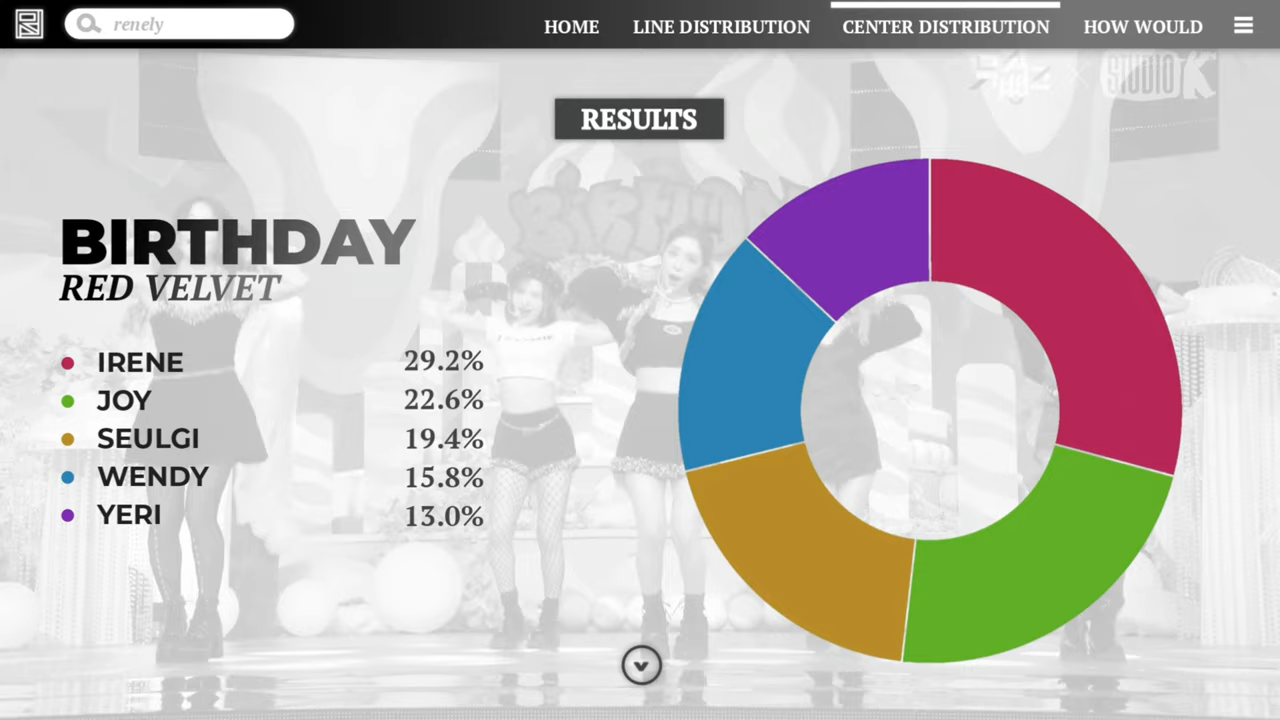 renely
HOME LINE DISTRIBUTION CENTER DISTRIBUTION HOW WOULD
STUDIO K
RESULTS
BIRTHDAY
RED VELVET
IRENE 29.2%
JOY 22.6%
SEULGI 19.4%
WENDY 15.8%
YERI 13.0%